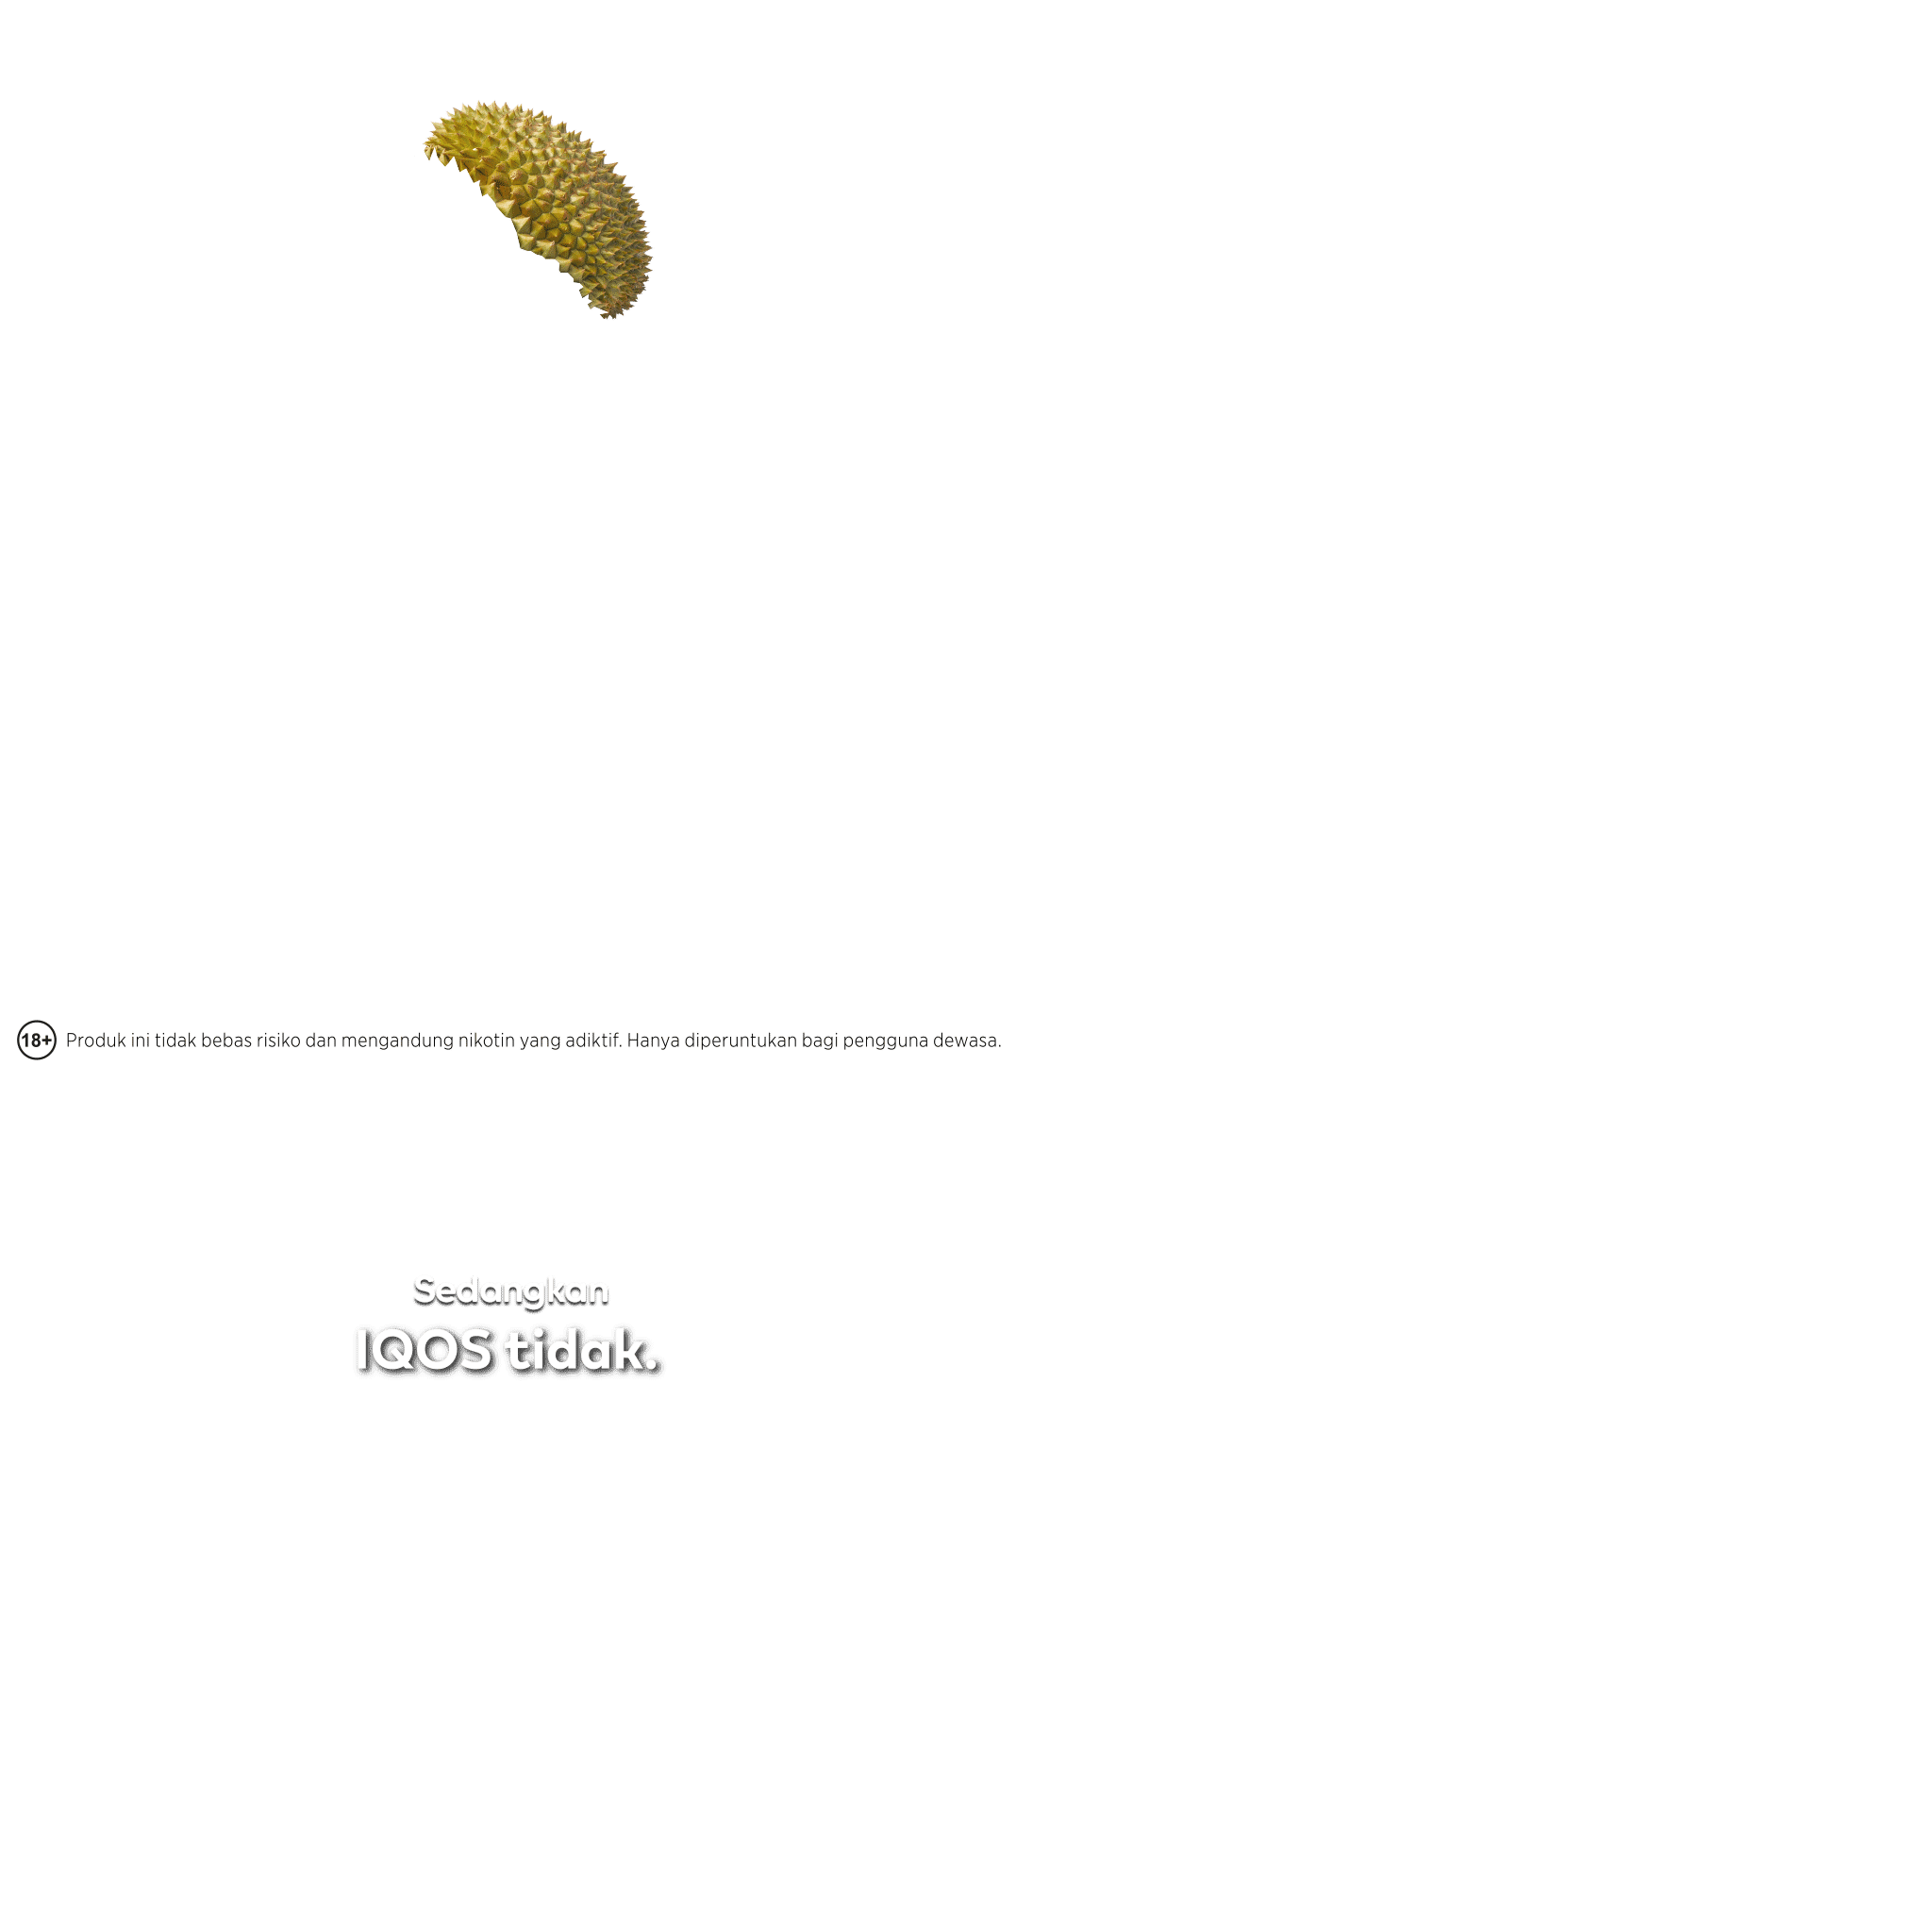 18+ Produk ini tidak bebas risiko dan mengandung nikotin yang adiktif. Hanya diperuntukan bagi pengguna dewasa.
Sedangkan
IQOS tidak.